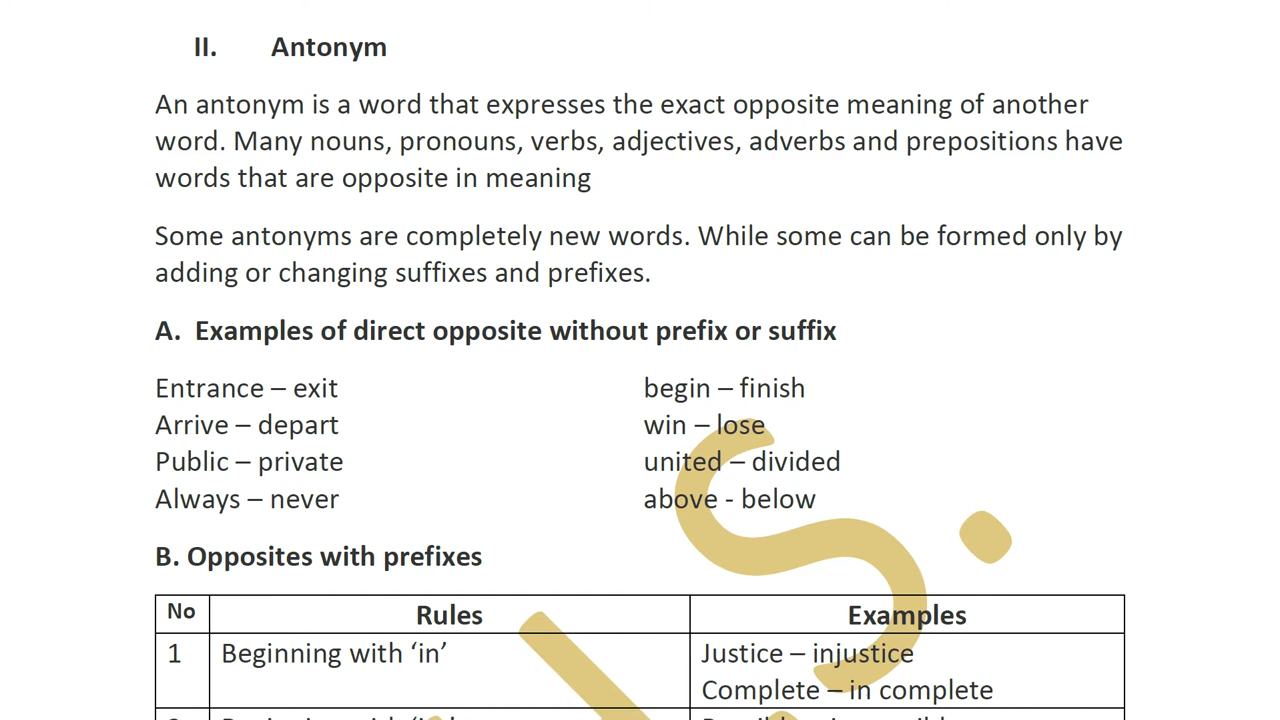 II. Antonym
An antonym is a word that expresses the exact opposite meaning of another
word. Many nouns, pronouns, verbs, adjectives, adverbs and prepositions have
words that are opposite in meaning
Some antonyms are completely new words. While some can be formed only by
adding or changing suffixes and prefixes.
A. Examples of direct opposite without prefix or suffix
Entrance – exit begin – finish
Arrive – depart win – lose
Public – private united – divided
Always – never above - below
B. Opposites with prefixes
No Rules Examples
1 Beginning with ‘in’ Justice – injustice
Complete – in complete